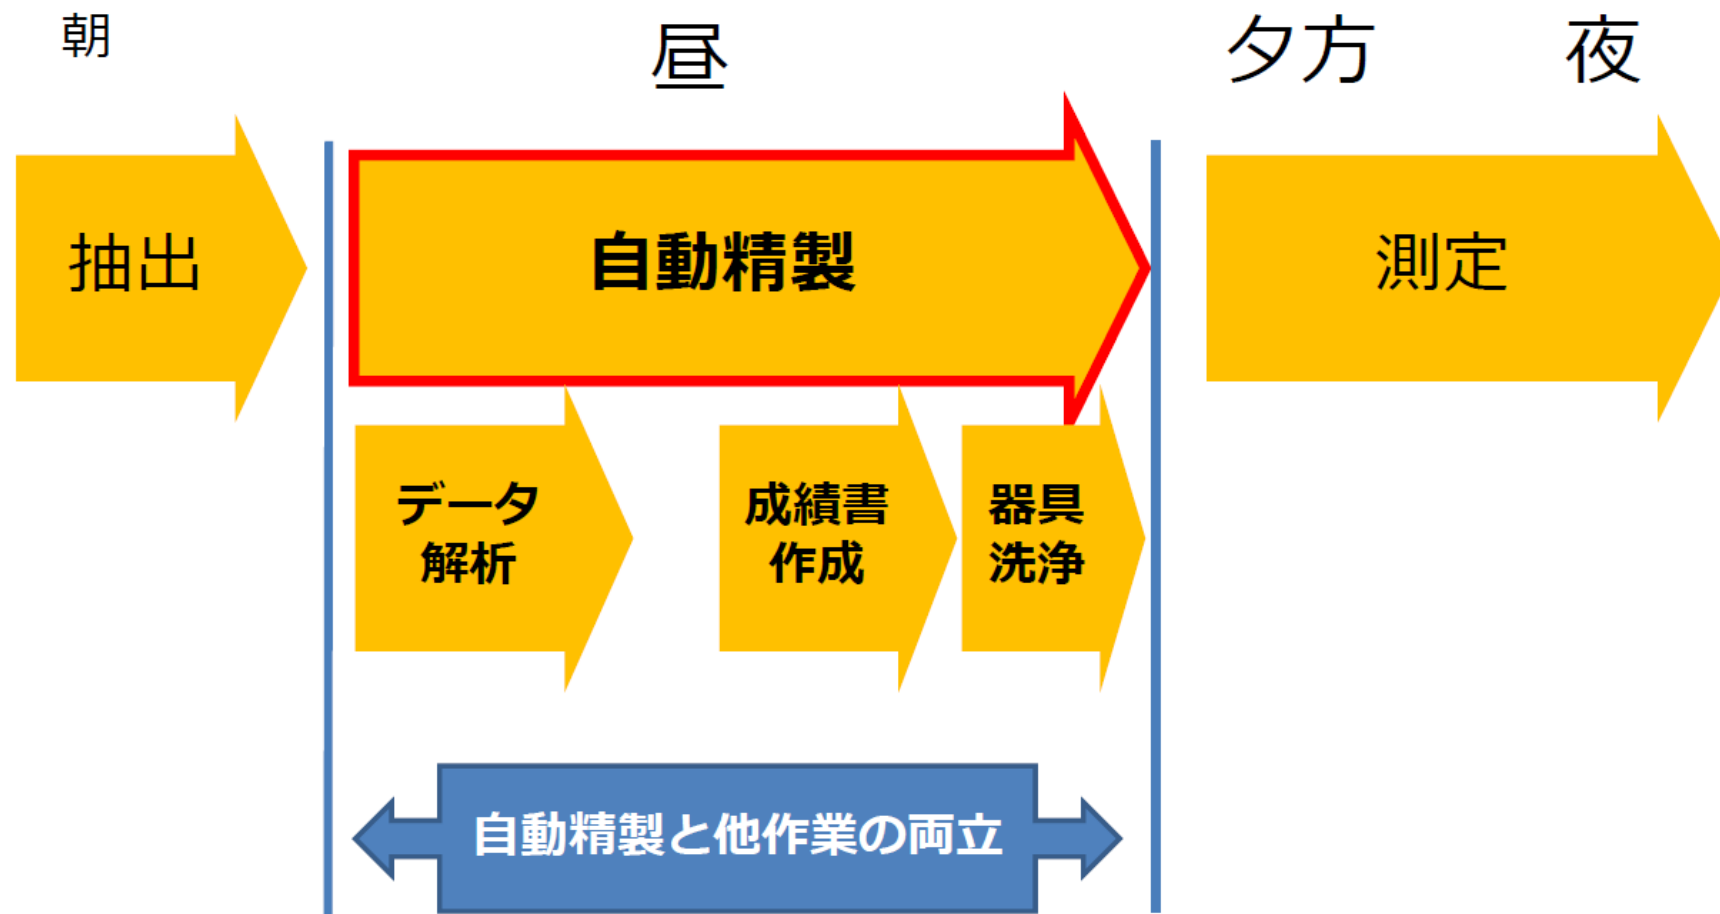 朝
昼
夕方
夜
抽出
自動精製
測定
データ
解析
成績書
作成
器具
洗浄
自動精製と他作業の両立